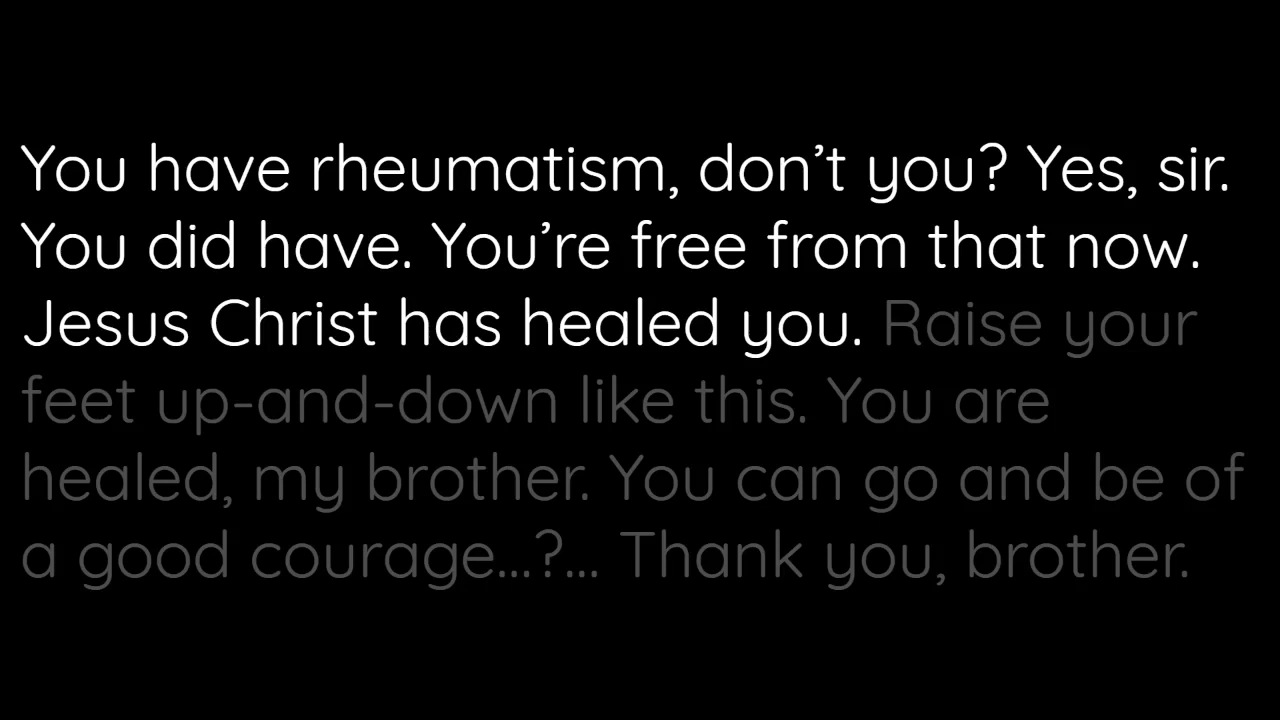 You have rheumatism, don’t you? Yes, sir.
You did have. You’re free from that now.
Jesus Christ has healed you. Raise your
feet up-and-down like this. You are
healed, my brother. You can go and be of
a good courage...?... Thank you, brother.